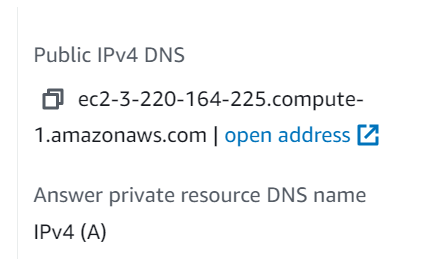 Public IPv4 DNS
ec2-3-220-164-225.compute-
1.amazonaws.com | open address
Answer private resource DNS name
IPv4 (A)